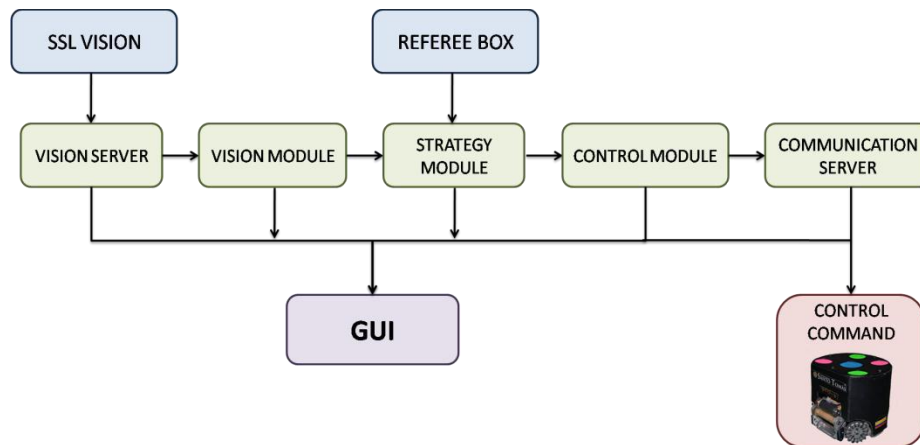 SSL VISION
REFEREE BOX
VISION SERVER
VISION MODULE
STRATEGY
MODULE
CONTROL MODULE
COMMUNICATION
SERVER
GUI
CONTROL
COMMAND